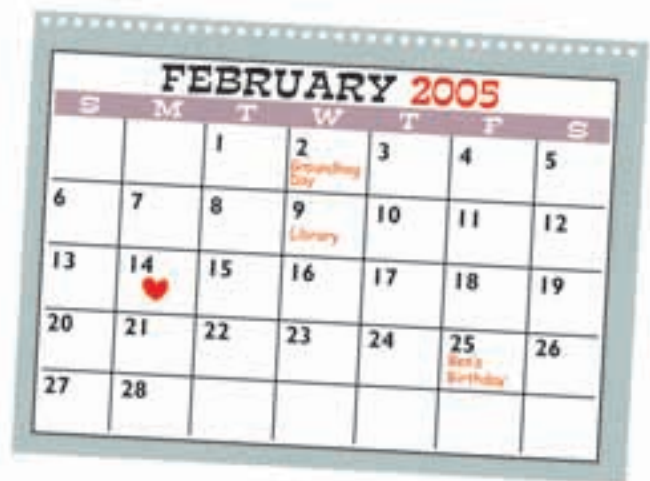 FEBRUARY 2005
S M T W T F S
1 2 3 4 5
Groundhog
Day
6 7 8 9 10 11 12
Library
13 14 15 16 17 18 19
20 21 22 23 24 25 26
Ben's
Birthday
27 28